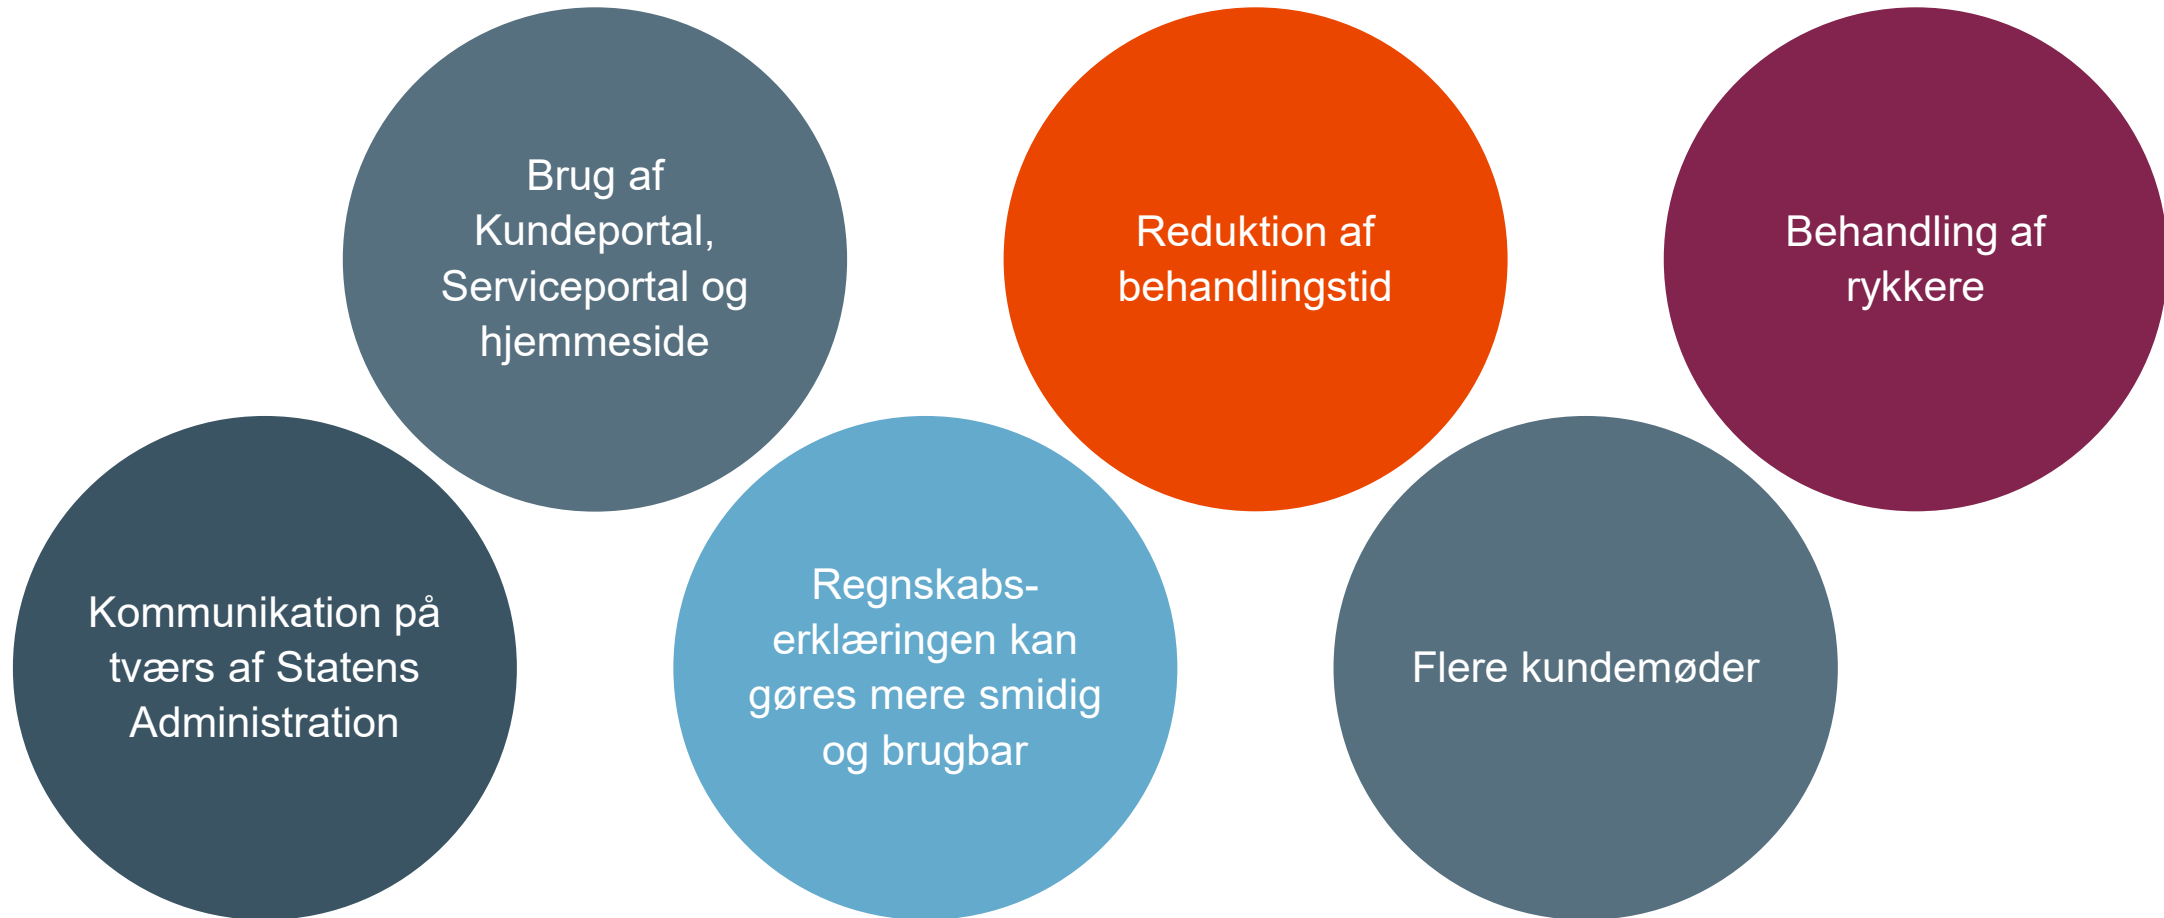 Brug af
Kundeportal,
Serviceportal og
hjemmeside
Reduktion af
behandlingstid
Behandling af
rykkere
Kommunikation på
tværs af Statens
Administration
Regnskabs-
erklæringen kan
gøres mere smidig
og brugbar
Flere kundemøder